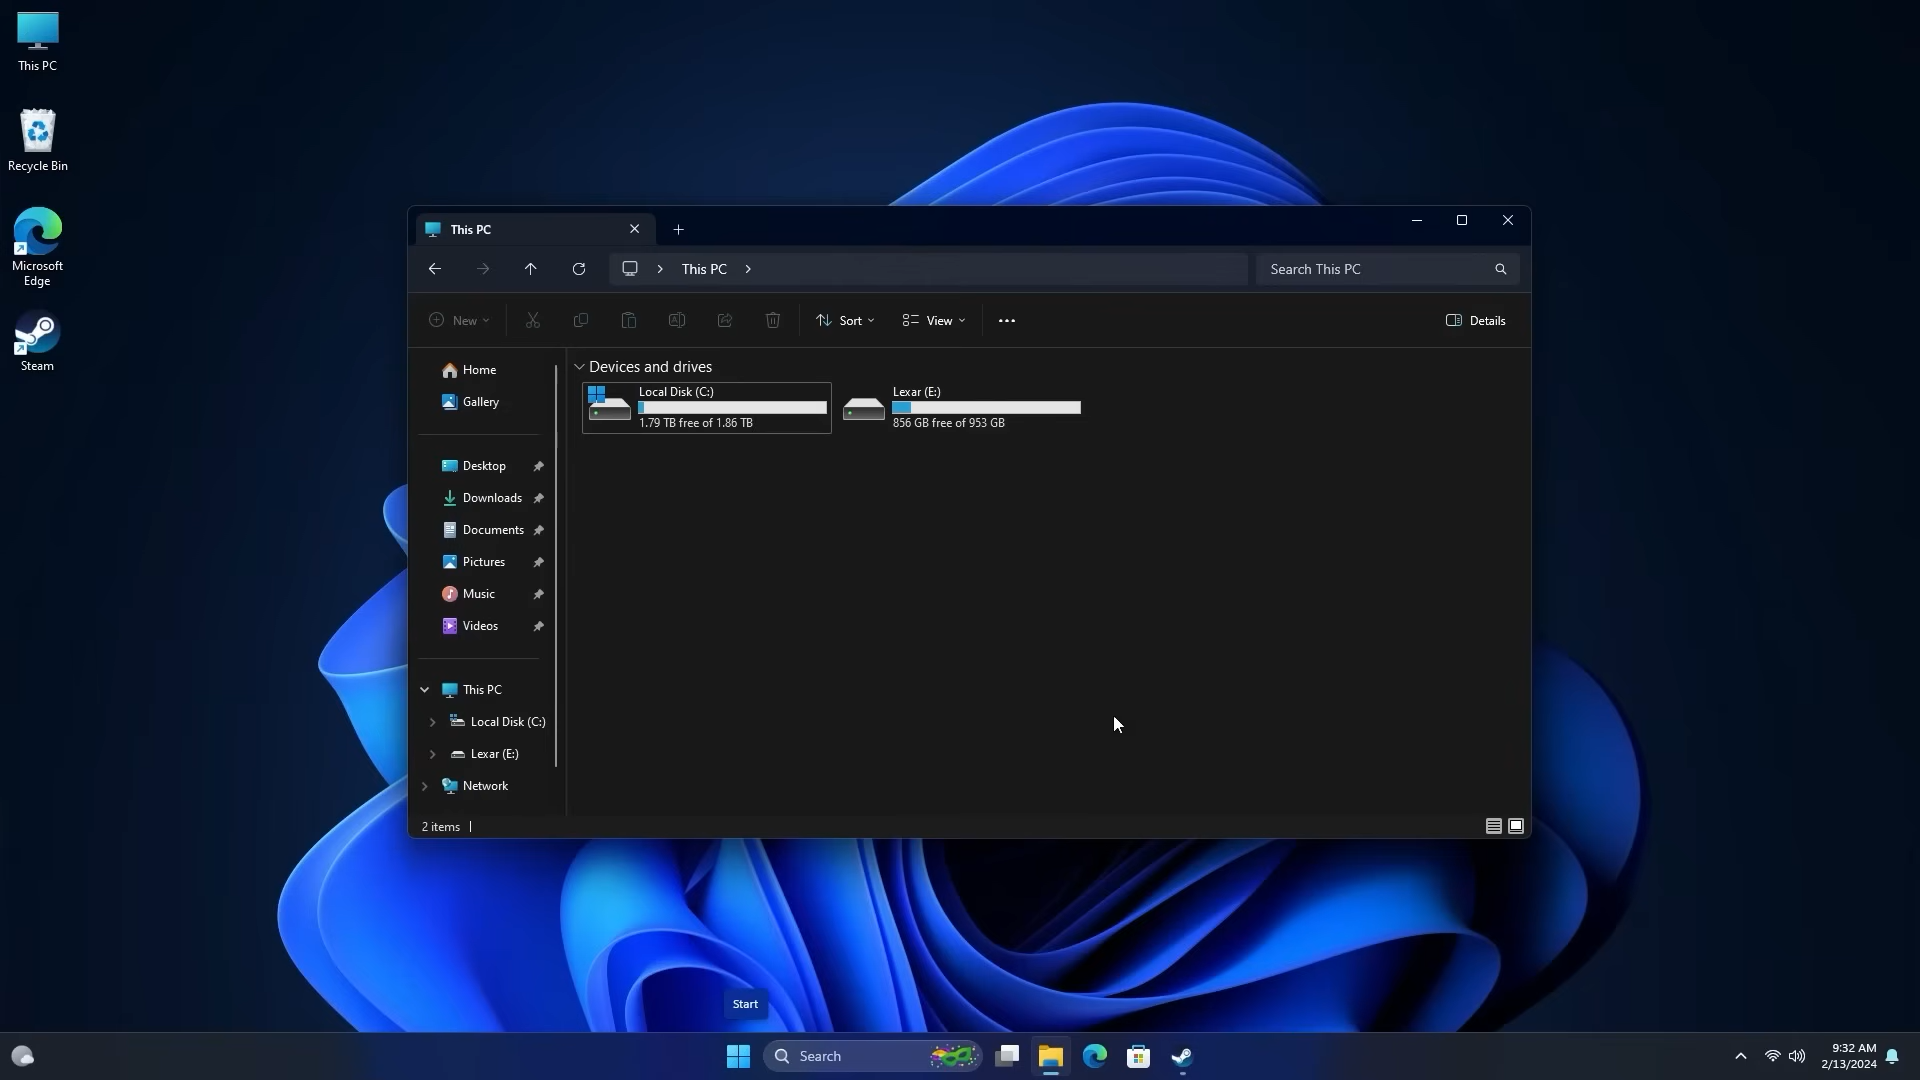 This PC
Recycle Bin
Microsoft
Edge
Steam
This PC
This PC
Search This PC
New
Sort
View
Details
Home
Gallery
Desktop
Downloads
Documents
Pictures
Music
Videos
This PC
Local Disk (C:)
Lexar (E:)
Network
Devices and drives
Local Disk (C:)
1.79 TB free of 1.86 TB
Lexar (E:)
856 GB free of 953 GB
2 items
Start
Search
9:32 AM
2/13/2024